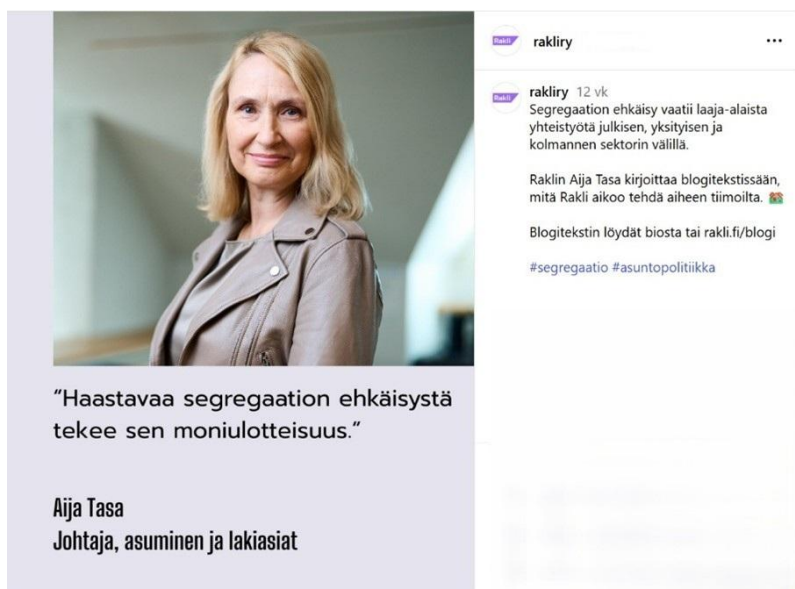 "Haastavaa segregaation ehkäisystä
tekee sen moniulotteisuus."
Aija Tasa
Johtaja, asuminen ja lakiasiat
Rakli
rakliry
Rakli
rakliry 12 vk
Segregaation ehkäisy vaatii laaja-alaista
yhteistyötä julkisen, yksityisen ja
kolmannen sektorin välillä.
Raklin Aija Tasa kirjoittaa blogitekstissään,
mitä Rakli aikoo tehdä aiheen tiimoilta.
Blogitekstin löydät biosta tai rakli.fi/blogi
#segregaatio #asuntopolitiikka